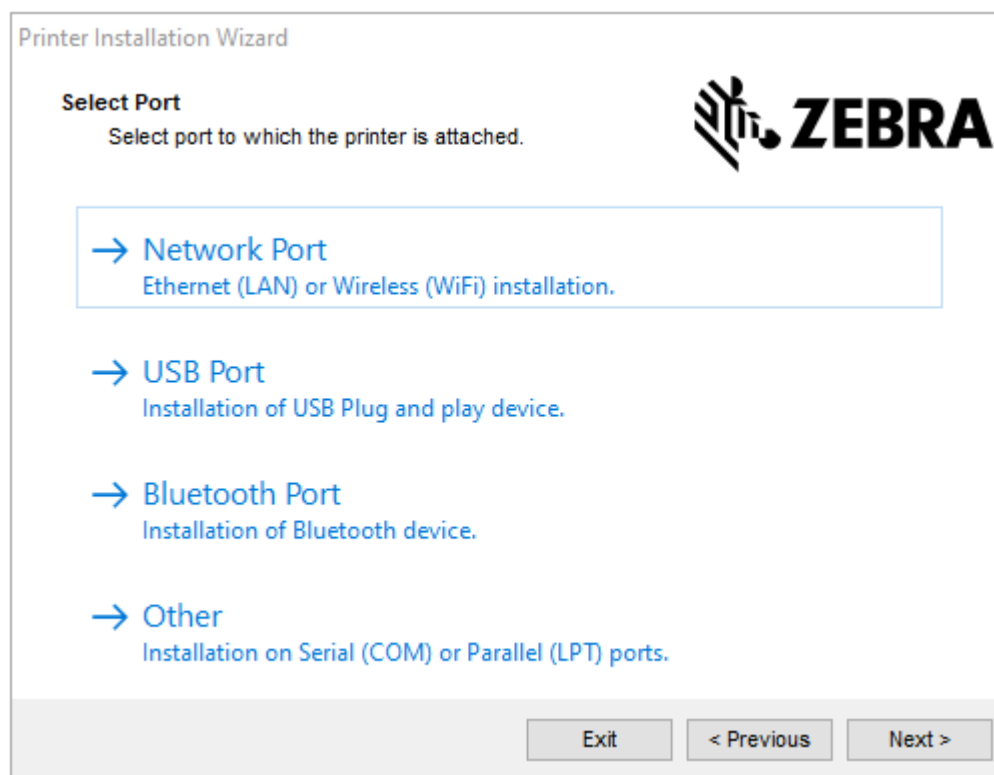 Printer Installation Wizard
Select Port
Select port to which the printer is attached.
ZEBRA
Network Port
Ethernet (LAN) or Wireless (WiFi) installation.
USB Port
Installation of USB Plug and play device.
Bluetooth Port
Installation of Bluetooth device.
Other
Installation on Serial (COM) or Parallel (LPT) ports.
Exit
< Previous
Next >